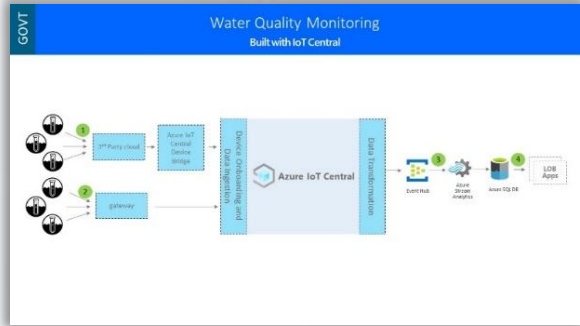 GOVT
Water Quality Monitoring
Built with IoT Central
1
3rd Party cloud
Azure IoT
Central
Device
Bridge
2
gateway
Device Onboarding and
Data Ingestion
Azure IoT Central
Data Transformation
Event Hub
3
Azure
Stream
Analytics
Azure SQL DB
4
LOB
Apps